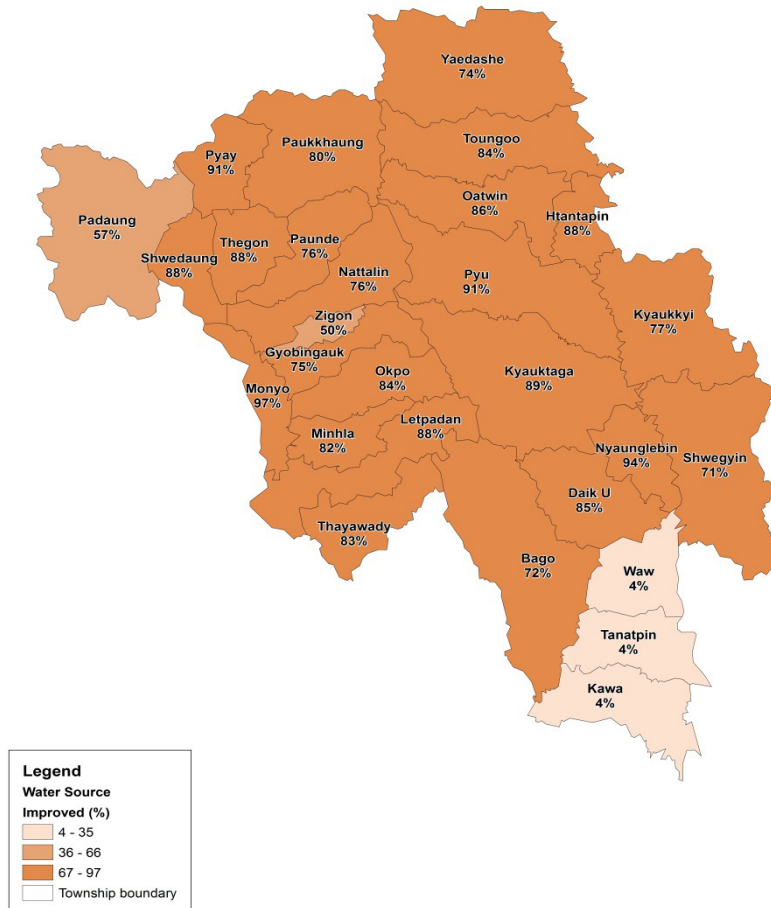 Yaedashe
74%
Paukkhaung
80%
Toungoo
84%
Pyay
91%
Oatwin
86%
Htantapin
88%
Padaung
57%
Shwedaung
88%
Thegon
88%
Paunde
76%
Nattalin
76%
Pyu
91%
Kyaukkyi
77%
Zigon
50%
Gyobingauk
75%
Monyo
97%
Okpo
84%
Kyauktaga
89%
Minhla
82%
Letpadan
88%
Nyaunglebin
94%
Shwegyin
71%
Daik U
85%
Thayawady
83%
Bago
72%
Waw
4%
Tanatpin
4%
Kawa
4%
Legend
Water Source
Improved (%)
4 - 35
36 - 66
67 - 97
Township boundary